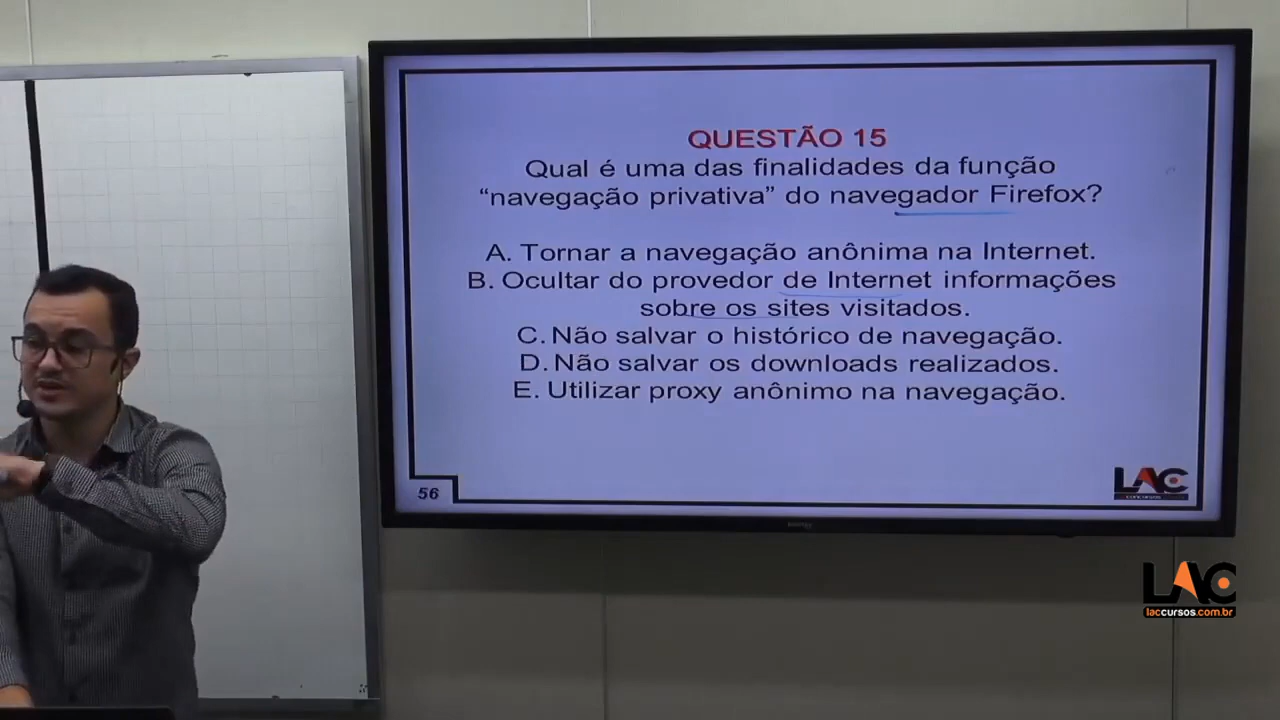 QUESTÃO 15
Qual é uma das finalidades da função
“navegação privativa” do navegador Firefox?
A. Tornar a navegação anônima na Internet.
B. Ocultar do provedor de Internet informações
sobre os sites visitados.
C. Não salvar o histórico de navegação.
D. Não salvar os downloads realizados.
E. Utilizar proxy anônimo na navegação.
56
LAC
CONCURSOS
LAC
laccursos.com.br